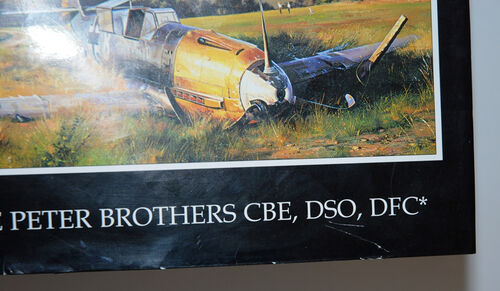 PETER BROTHERS CBE, DSO, DFC*